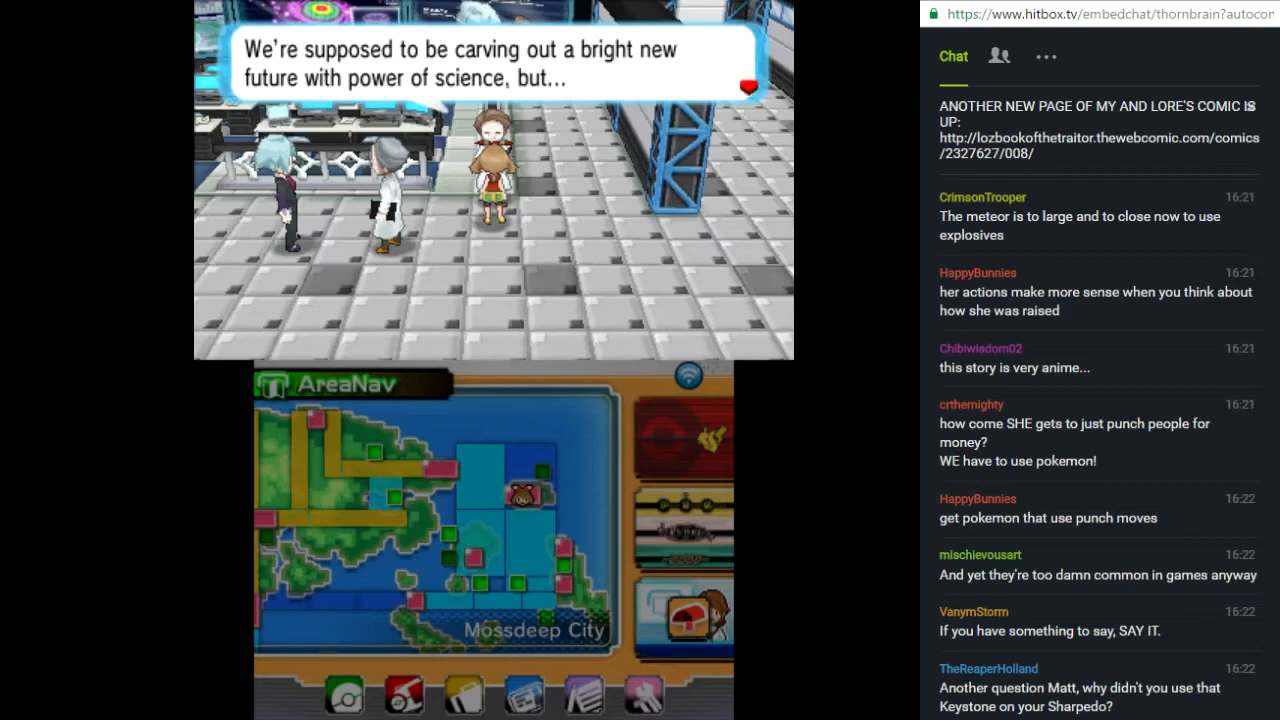 We're supposed to be carving out a bright new
future with power of science, but...
AreaNav
Mossdeep City
https://www.hitbox.tv/embedchat/thornbrain?autocon
Chat
ANOTHER NEW PAGE OF MY AND LORE'S COMIC IS
UP:
http://lozbookofthetraitor.thewebcomic.com/comics
/2327627/008/
CrimsonTrooper 16:21
The meteor is to large and to close now to use
explosives
HappyBunnies 16:21
her actions make more sense when you think about
how she was raised
Chibiwisdom02 16:21
this story is very anime...
crthemighty 16:21
how come SHE gets to just punch people for
money?
WE have to use pokemon!
HappyBunnies 16:22
get pokemon that use punch moves
mischievousart 16:22
And yet they're too damn common in games anyway
VanymStorm 16:22
If you have something to say, SAY IT.
TheReaperHolland 16:22
Another question Matt, why didn't you use that
Keystone on your Sharpedo?